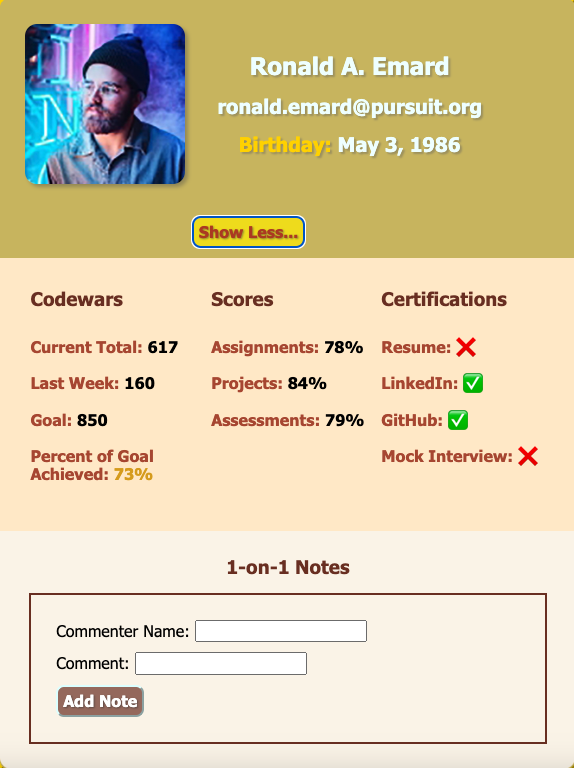 Ronald A. Emard
ronald.emard@pursuit.org
Birthday: May 3, 1986
Show Less...
Codewars
Current Total: 617
Last Week: 160
Goal: 850
Percent of Goal
Achieved: 73%
Scores
Assignments: 78%
Projects: 84%
Assessments: 79%
Certifications
Resume: ❌
LinkedIn: ✅
GitHub: ✅
Mock Interview: ❌
1-on-1 Notes
Commenter Name:
Comment:
Add Note